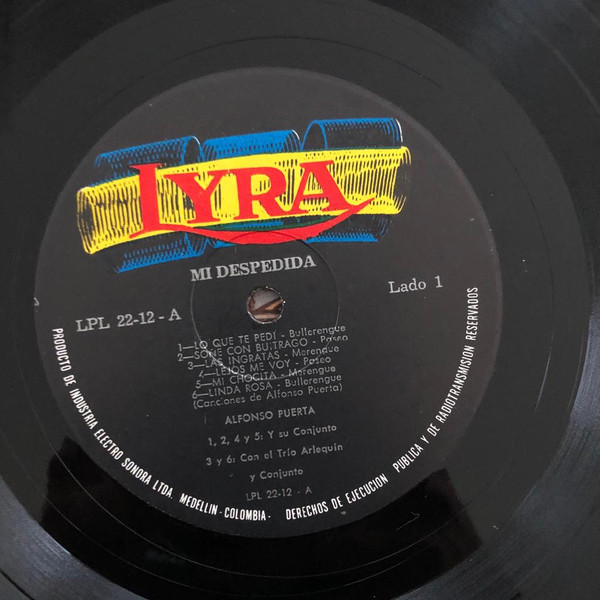 LYRA
MI DESPEDIDA
LPL 22-12 - A
Lado 1
1—LO QUE TE PEDÍ - Bullerengue
2—SOÑE CON BUITRAGO - Paseo
3—LAS INGRATAS - Merengue
4—LEJOS ME VOY - Paseo
5—MI CHOCITA - Merengue
6—LINDA ROSA - Bullerengue
(Canciones de Alfonso Puerta)
ALFONSO PUERTA
1, 2, 4 y 5: Y su Conjunto
3 y 6: Con el Trío Arlequín
y Conjunto
LPL 22-12 - A
PRODUCTO DE INDUSTRIA ELECTRO SONORA LTDA. MEDELLIN - COLOMBIA - DERECHOS DE EJECUCION PUBLICA Y DE RADIOTRANSMISION RESERVADOS